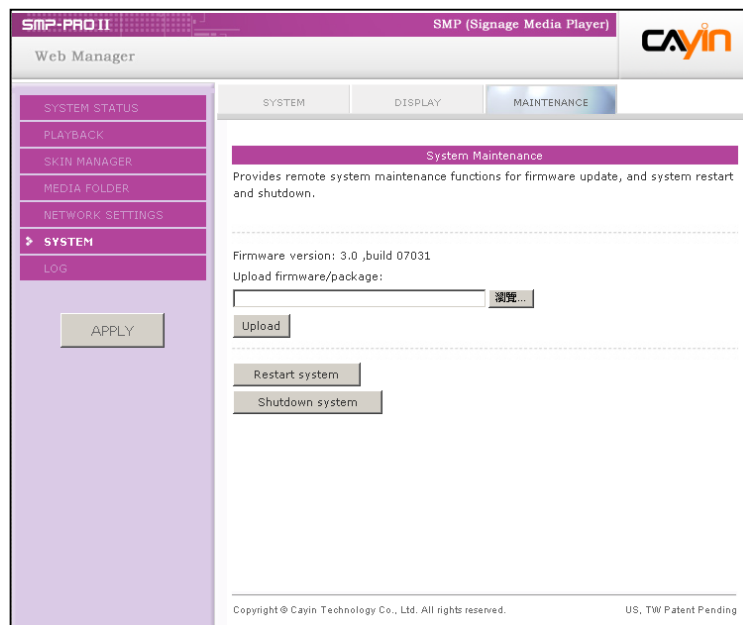 SMP-PRO II
SMP (Signage Media Player)
CAyin
Web Manager
SYSTEM STATUS
PLAYBACK
SKIN MANAGER
MEDIA FOLDER
NETWORK SETTINGS
SYSTEM
LOG
APPLY
SYSTEM
DISPLAY
MAINTENANCE
System Maintenance
Provides remote system maintenance functions for firmware update, and system restart
and shutdown.
Firmware version: 3.0 ,build 07031
Upload firmware/package:
瀏覽...
Upload
Restart system
Shutdown system
Copyright © Cayin Technology Co., Ltd. All rights reserved.
US, TW Patent Pending